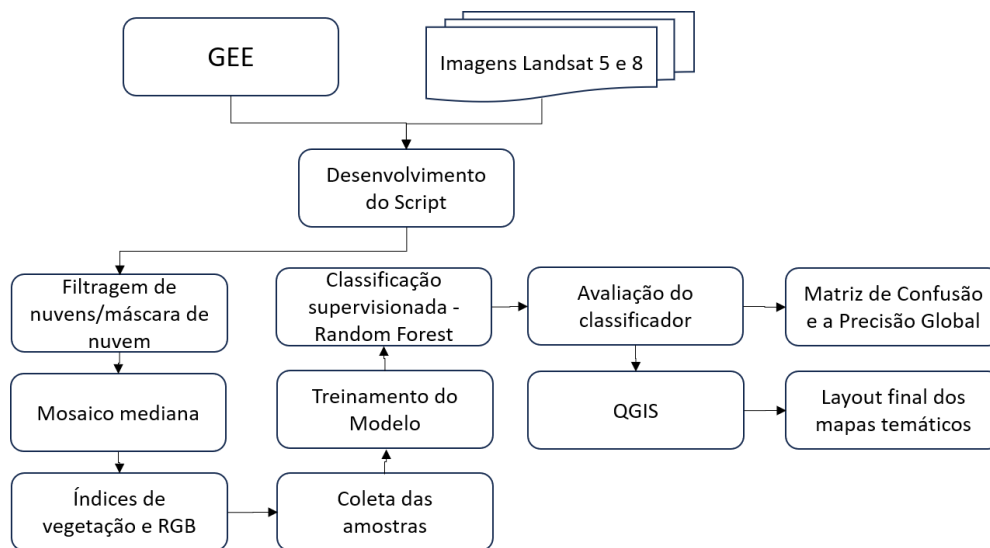 GEE
Imagens Landsat 5 e 8
Desenvolvimento
do Script
Filtragem de
nuvens/máscara de
nuvem
Mosaico mediana
Índices de
vegetação e RGB
Coleta das
amostras
Treinamento do
Modelo
Classificação
supervisionada -
Random Forest
Avaliação do
classificador
Matriz de Confusão
e a Precisão Global
QGIS
Layout final dos
mapas temáticos